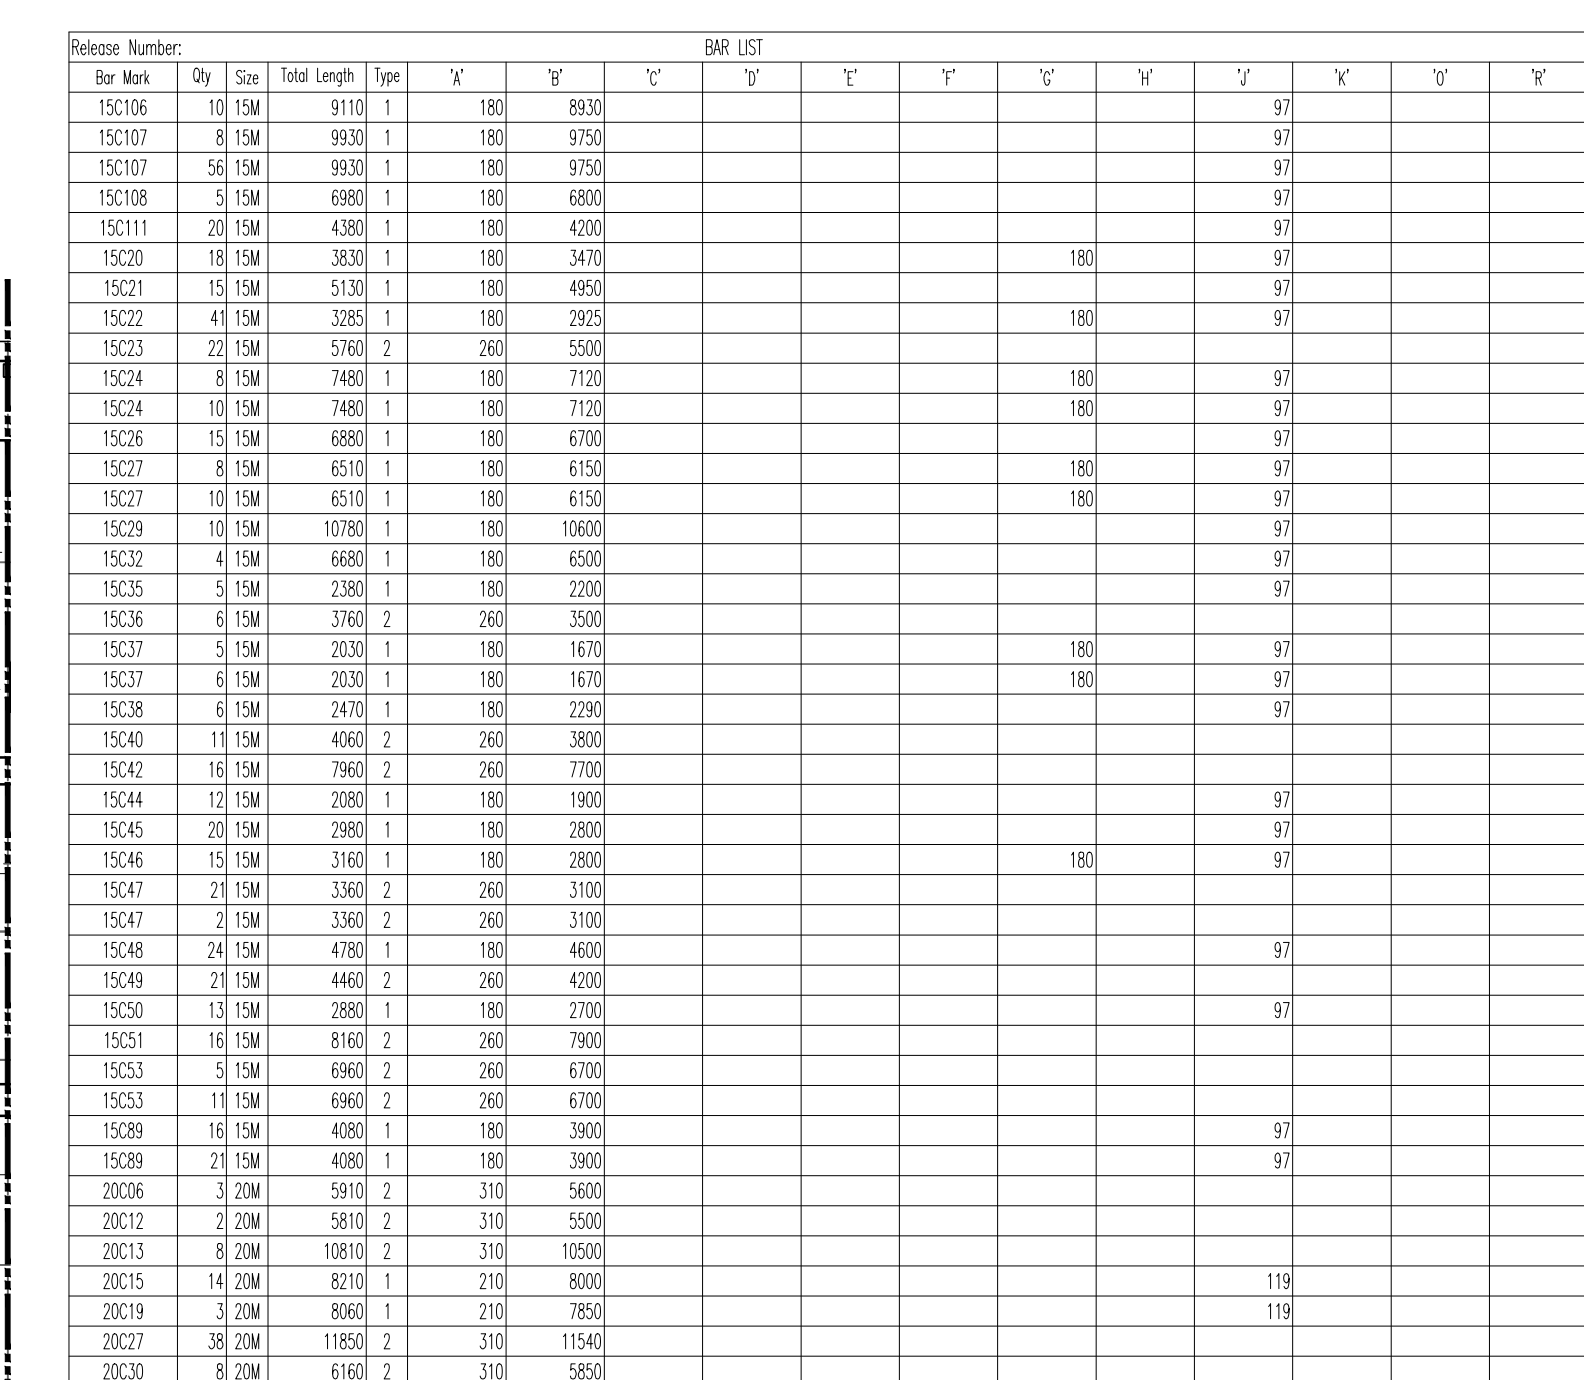 Release Number: BAR LIST
Bar Mark Qty Size Total Length Type 'A' 'B' 'C' 'D' 'E' 'F' 'G' 'H' 'J' 'K' 'O' 'R'
15C106 10 15M 9110 1 180 8930 97
15C107 8 15M 9930 1 180 9750 97
15C107 56 15M 9930 1 180 9750 97
15C108 5 15M 6980 1 180 6800 97
15C111 20 15M 4380 1 180 4200 97
15C20 18 15M 3830 1 180 3470 180 97
15C21 15 15M 5130 1 180 4950 97
15C22 41 15M 3285 1 180 2925 180 97
15C23 22 15M 5760 2 260 5500
15C24 8 15M 7480 1 180 7120 180 97
15C24 10 15M 7480 1 180 7120 180 97
15C26 15 15M 6880 1 180 6700 97
15C27 8 15M 6510 1 180 6150 180 97
15C27 10 15M 6510 1 180 6150 180 97
15C29 10 15M 10780 1 180 10600 97
15C32 4 15M 6680 1 180 6500 97
15C35 5 15M 2380 1 180 2200 97
15C36 6 15M 3760 2 260 3500
15C37 5 15M 2030 1 180 1670 180 97
15C37 6 15M 2030 1 180 1670 180 97
15C38 6 15M 2470 1 180 2290 97
15C40 11 15M 4060 2 260 3800
15C42 16 15M 7960 2 260 7700
15C44 12 15M 2080 1 180 1900 97
15C45 20 15M 2980 1 180 2800 97
15C46 15 15M 3160 1 180 2800 180 97
15C47 21 15M 3360 2 260 3100
15C47 2 15M 3360 2 260 3100
15C48 24 15M 4780 1 180 4600 97
15C49 21 15M 4460 2 260 4200
15C50 13 15M 2880 1 180 2700 97
15C51 16 15M 8160 2 260 7900
15C53 5 15M 6960 2 260 6700
15C53 11 15M 6960 2 260 6700
15C89 16 15M 4080 1 180 3900 97
15C89 21 15M 4080 1 180 3900 97
20C06 3 20M 5910 2 310 5600
20C12 2 20M 5810 2 310 5500
20C13 8 20M 10810 2 310 10500
20C15 14 20M 8210 1 210 8000 119
20C19 3 20M 8060 1 210 7850 119
20C27 38 20M 11850 2 310 11540
20C30 8 20M 6160 2 310 5850